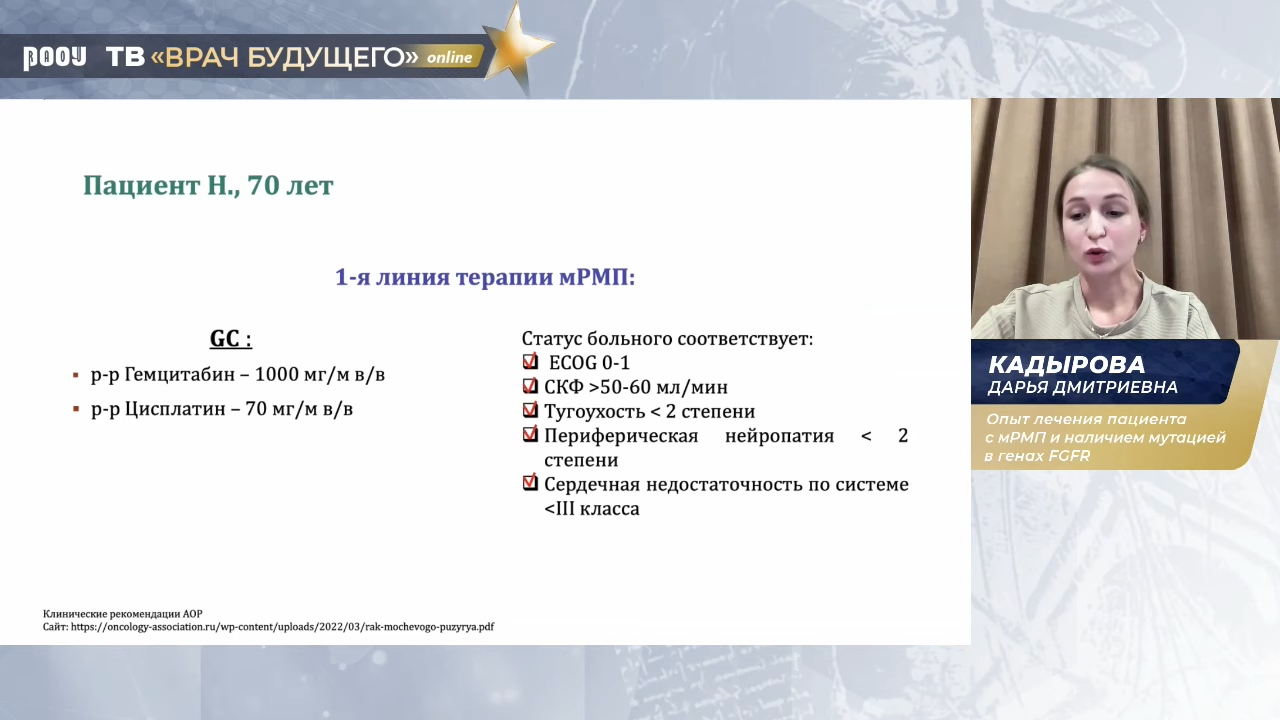 РООУ ТВ «ВРАЧ БУДУЩЕГО» online
Пациент Н., 70 лет
1-я линия терапии мРМП:
GC :
р-р Гемцитабин – 1000 мг/м в/в
р-р Цисплатин – 70 мг/м в/в
Статус больного соответствует:
ECOG 0-1
СКФ >50-60 мл/мин
Тугоухость < 2 степени
Периферическая нейропатия < 2
степени
Сердечная недостаточность по системе
<III класса
Клинические рекомендации АОР
Сайт: https://oncology-association.ru/wp-content/uploads/2022/03/rak-mochevogo-puzyrya.pdf
КАДЫРОВА
ДАРЬЯ ДМИТРИЕВНА
Опыт лечения пациента
с мРМП и наличием мутацией
в генах FGFR